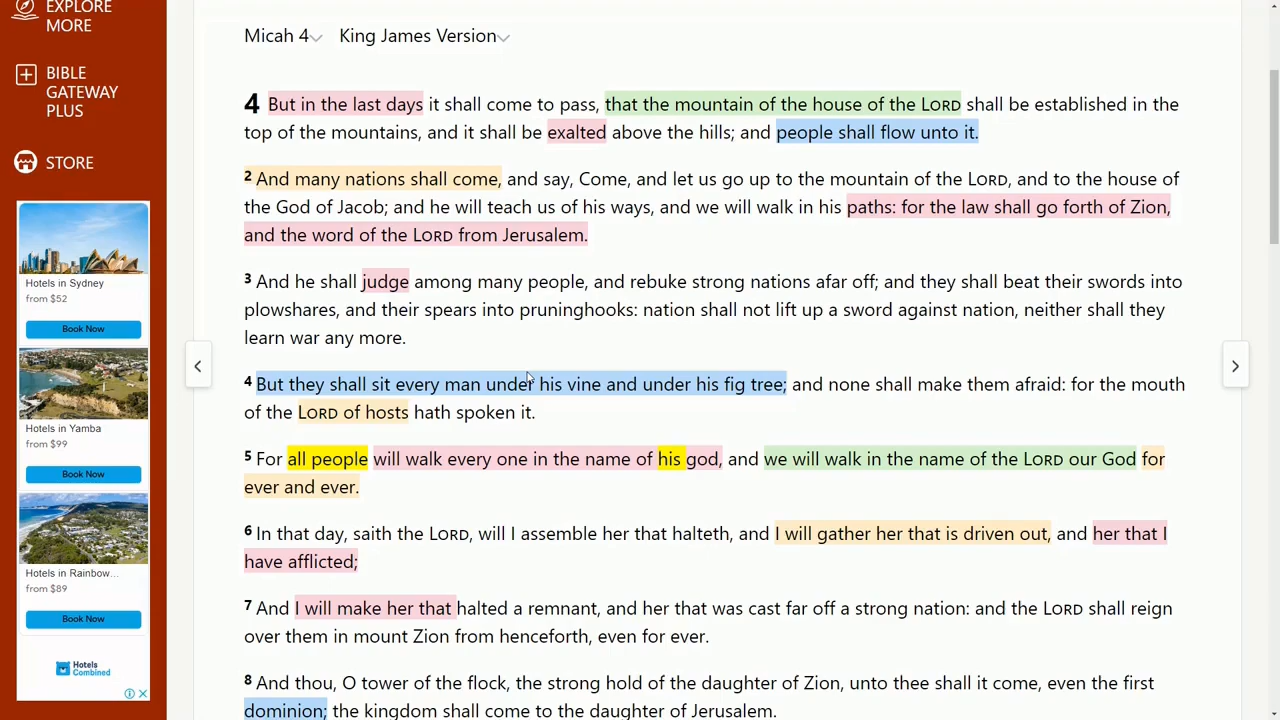 EXPLORE
MORE
BIBLE
GATEWAY
PLUS
STORE
Hotels in Sydney
from $52
Book Now
Hotels in Yamba
from $99
Book Now
Hotels in Rainbow...
from $89
Book Now
Hotels
Combined
Micah 4 King James Version
4 But in the last days it shall come to pass, that the mountain of the house of the LORD shall be established in the
top of the mountains, and it shall be exalted above the hills; and people shall flow unto it.
2 And many nations shall come, and say, Come, and let us go up to the mountain of the LORD, and to the house of
the God of Jacob; and he will teach us of his ways, and we will walk in his paths: for the law shall go forth of Zion,
and the word of the LORD from Jerusalem.
3 And he shall judge among many people, and rebuke strong nations afar off; and they shall beat their swords into
plowshares, and their spears into pruninghooks: nation shall not lift up a sword against nation, neither shall they
learn war any more.
4 But they shall sit every man under his vine and under his fig tree; and none shall make them afraid: for the mouth
of the LORD of hosts hath spoken it.
5 For all people will walk every one in the name of his god, and we will walk in the name of the LORD our God for
ever and ever.
6 In that day, saith the LORD, will I assemble her that halteth, and I will gather her that is driven out, and her that I
have afflicted;
7 And I will make her that halted a remnant, and her that was cast far off a strong nation: and the LORD shall reign
over them in mount Zion from henceforth, even for ever.
8 And thou, O tower of the flock, the strong hold of the daughter of Zion, unto thee shall it come, even the first
dominion; the kingdom shall come to the daughter of Jerusalem.